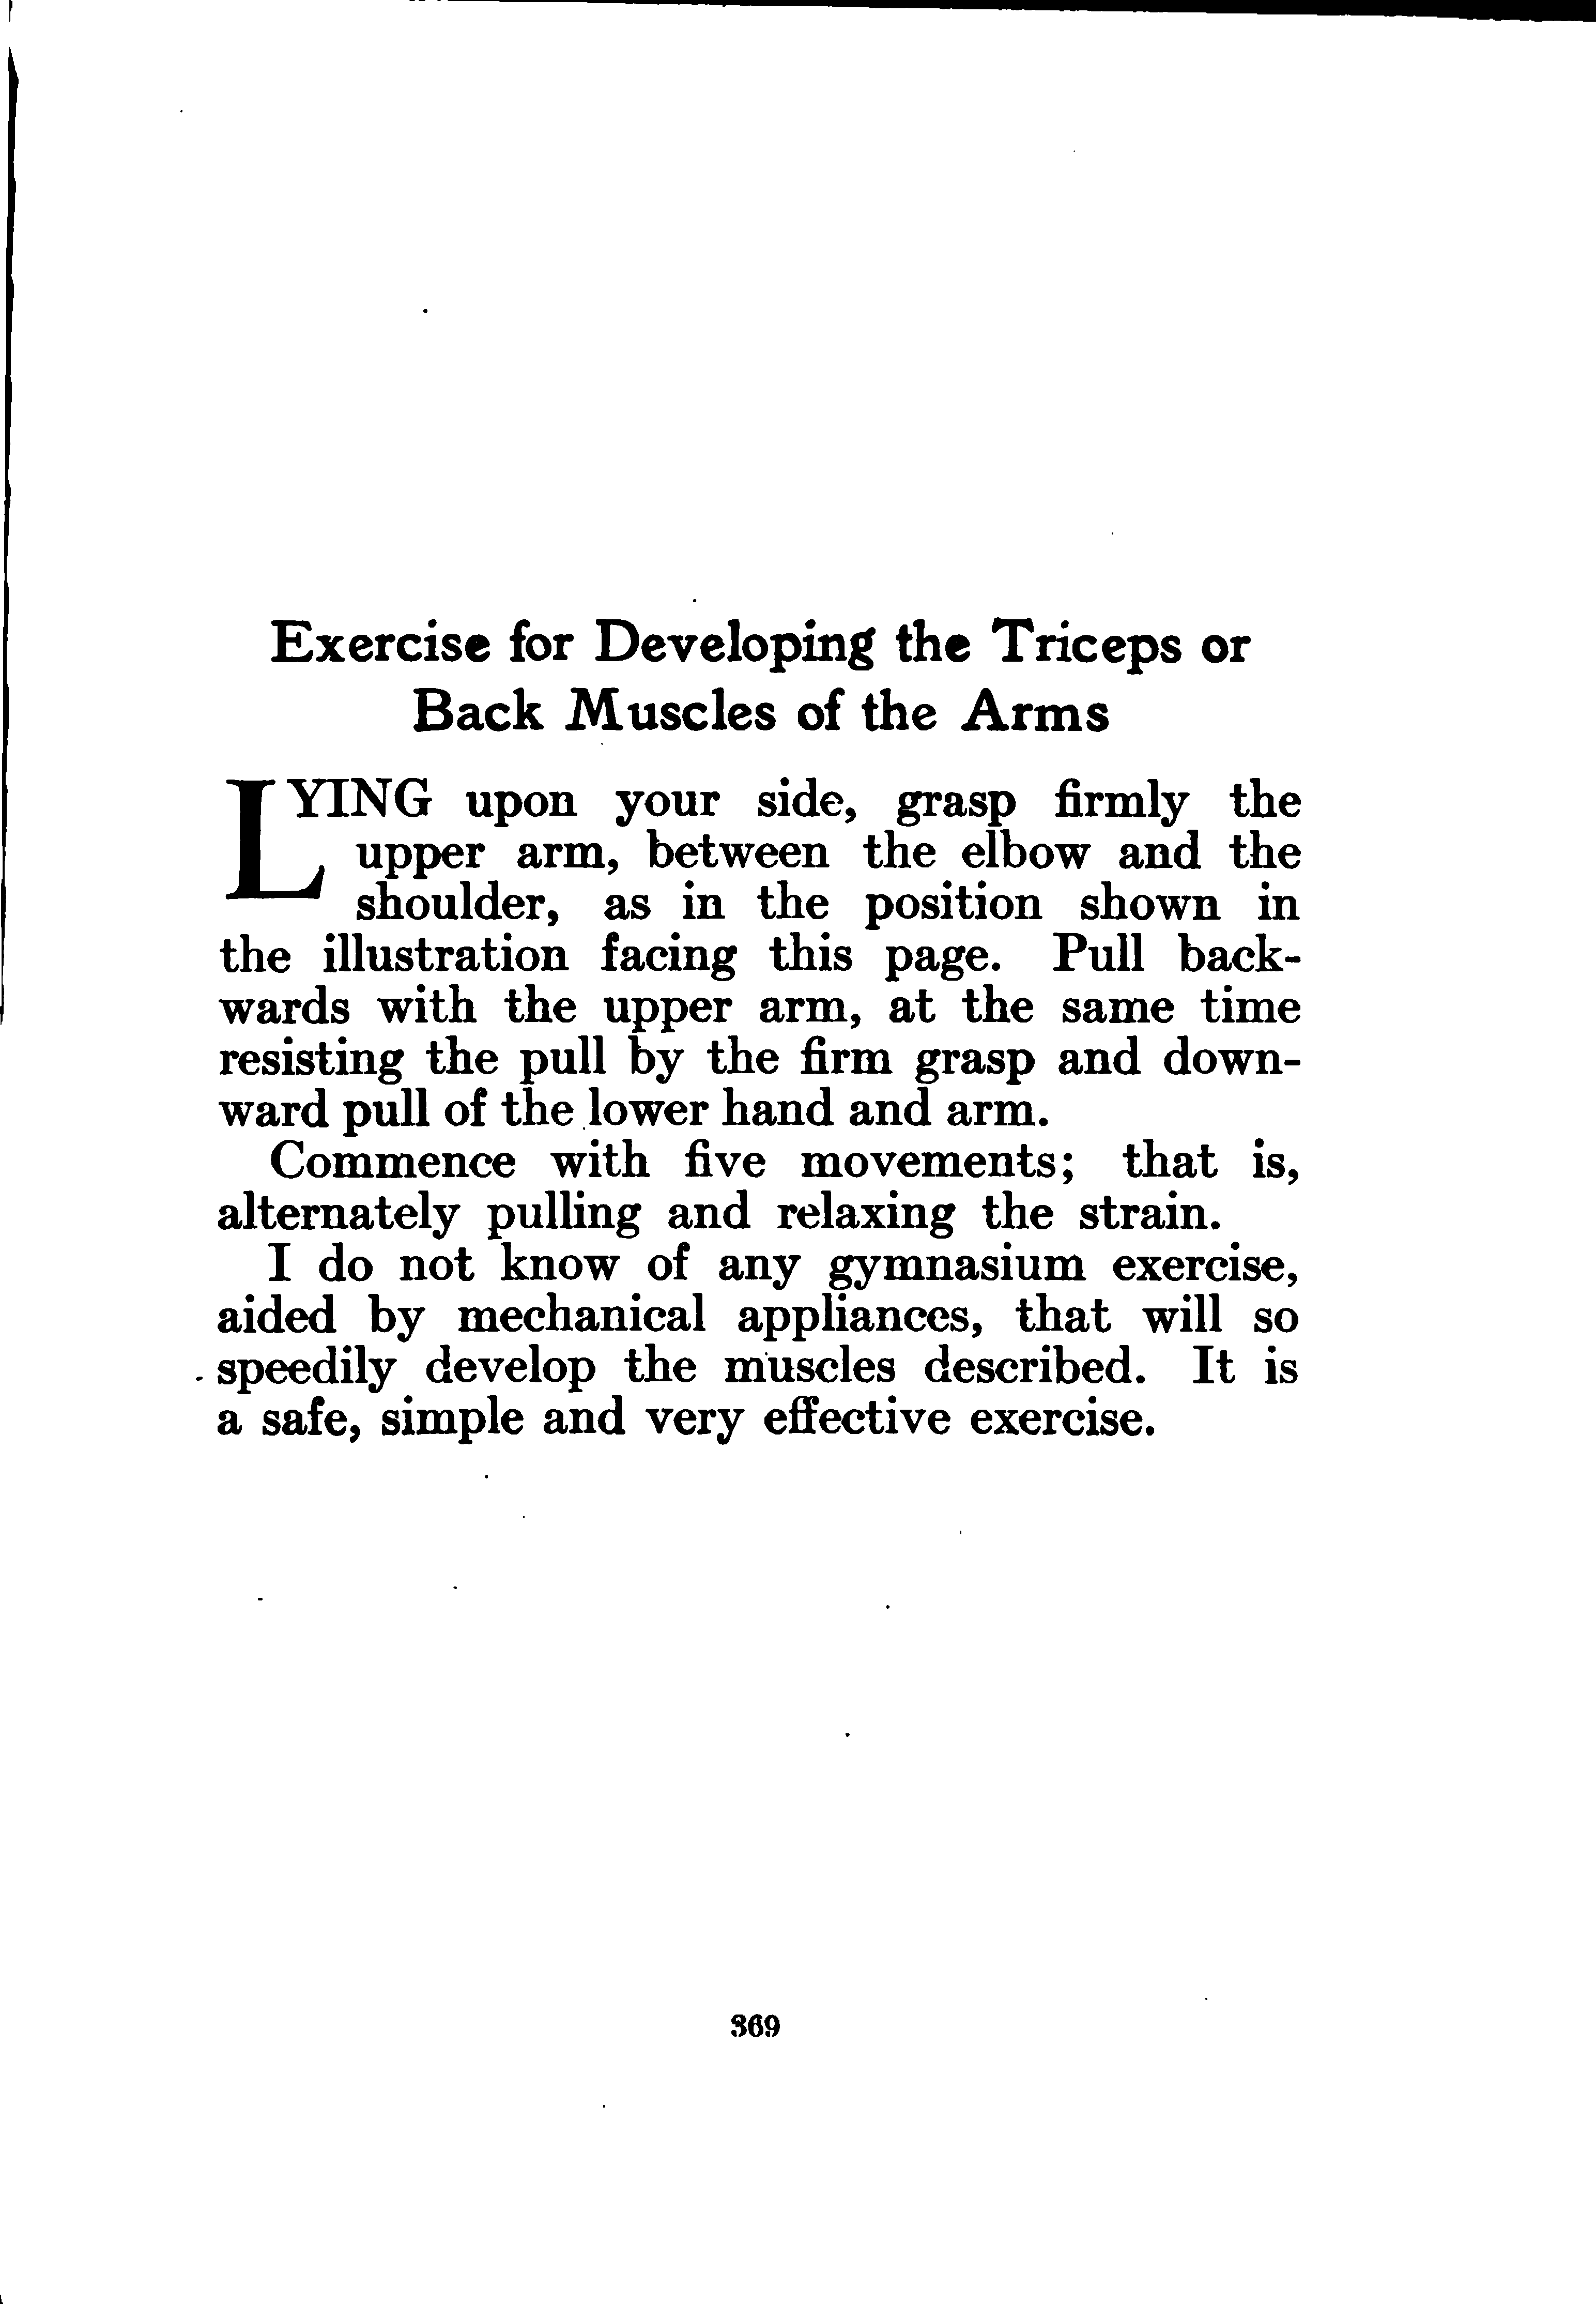 Exercise for Developing the Triceps or
Back Muscles of the Arms
LYING upon your side, grasp firmly the
upper arm, between the elbow and the
shoulder, as in the position shown in
the illustration facing this page. Pull back-
wards with the upper arm, at the same time
resisting the pull by the firm grasp and down-
ward pull of the lower hand and arm.
Commence with five movements; that is,
alternately pulling and relaxing the strain.
I do not know of any gymnasium exercise,
aided by mechanical appliances, that will so
speedily develop the muscles described. It is
a safe, simple and very effective exercise.
369